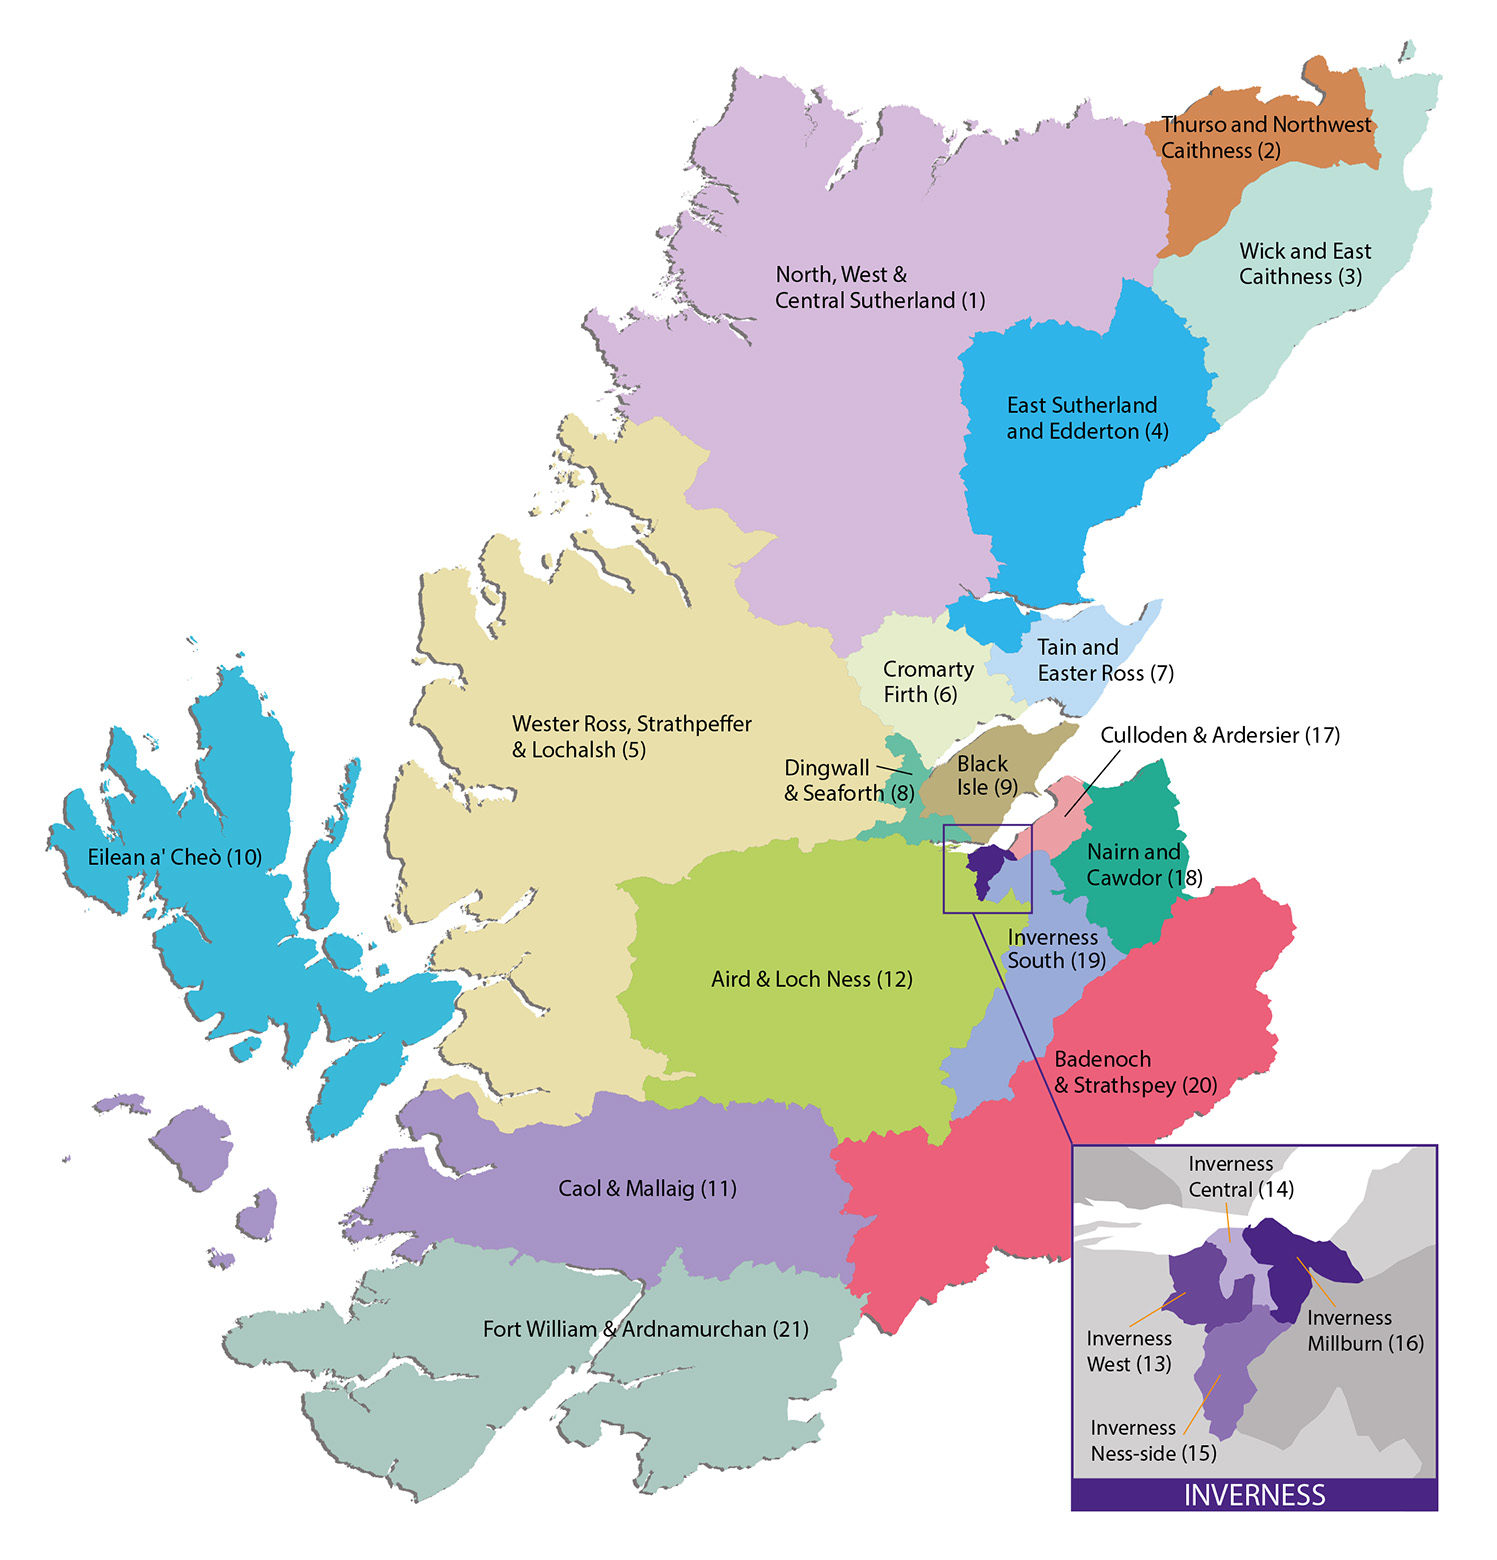 Thurso and Northwest
Caithness (2)
North, West &
Central Sutherland (1)
Wick and East
Caithness (3)
East Sutherland
and Edderton (4)
Tain and
Easter Ross (7)
Cromarty
Firth (6)
Wester Ross, Strathpeffer
& Lochalsh (5)
Culloden & Ardersier (17)
Dingwall
& Seaforth (8)
Black
Isle (9)
Eilean a' Cheò (10)
Nairn and
Cawdor (18)
Inverness
South (19)
Aird & Loch Ness (12)
Badenoch
& Strathspey (20)
Caol & Mallaig (11)
Fort William & Ardnamurchan (21)
Inverness
Central (14)
Inverness
West (13)
Inverness
Millburn (16)
Inverness
Ness-side (15)
INVERNESS